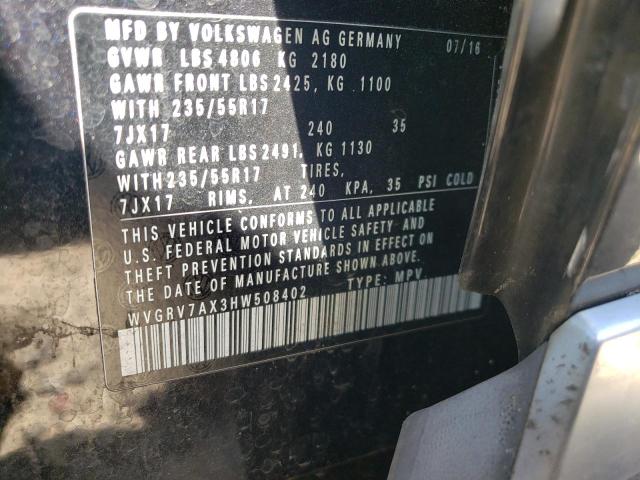 MFD BY VOLKSWAGEN AG GERMANY 07/16
GVWR LBS 4806 KG 2180
GAWR FRONT LBS 2425, KG 1100
WITH 235/55R17
7JX17 240 35
GAWR REAR LBS 2491, KG 1130
WITH 235/55R17 TIRES,
7JX17 RIMS, AT 240 KPA, 35 PSI COLD
THIS VEHICLE CONFORMS TO ALL APPLICABLE
U.S. FEDERAL MOTOR VEHICLE SAFETY AND
THEFT PREVENTION STANDARDS IN EFFECT ON
THE DATE OF MANUFACTURE SHOWN ABOVE.
WVGRV7AX3HW508402 TYPE: MPV